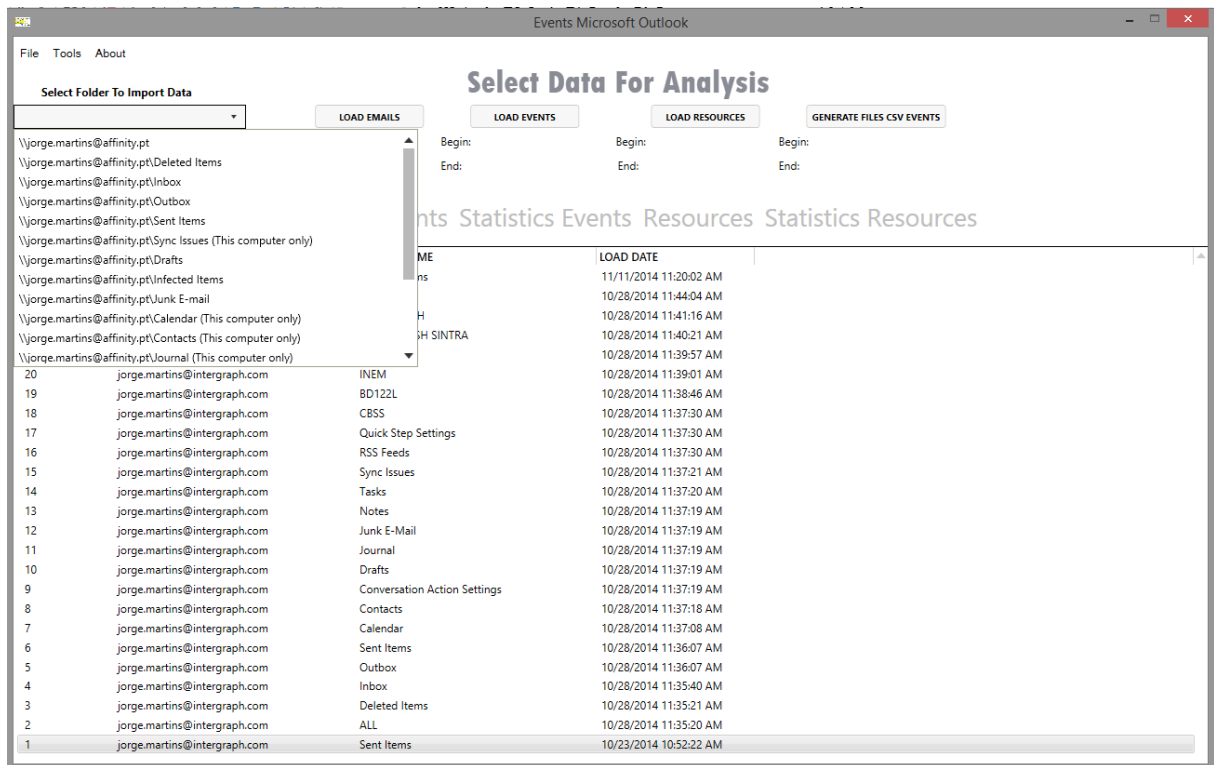 Events Microsoft Outlook
File Tools About
Select Data For Analysis
Select Folder To Import Data
LOAD EMAILS LOAD EVENTS LOAD RESOURCES GENERATE FILES CSV EVENTS
\\jorge.martins@affinity.pt Begin: Begin: Begin:
\\jorge.martins@affinity.pt\Deleted Items End: End: End:
\\jorge.martins@affinity.pt\Inbox
\\jorge.martins@affinity.pt\Outbox
\\jorge.martins@affinity.pt\Sent Items nts Statistics Events Resources Statistics Resources
\\jorge.martins@affinity.pt\Sync Issues (This computer only)
\\jorge.martins@affinity.pt\Drafts ME LOAD DATE
\\jorge.martins@affinity.pt\Infected Items ms 11/11/2014 11:20:02 AM
\\jorge.martins@affinity.pt\Junk E-mail 10/28/2014 11:44:04 AM
\\jorge.martins@affinity.pt\Calendar (This computer only) H 10/28/2014 11:41:16 AM
\\jorge.martins@affinity.pt\Contacts (This computer only) SH SINTRA 10/28/2014 11:40:21 AM
\\jorge.martins@affinity.pt\Journal (This computer only) 10/28/2014 11:39:57 AM
20 jorge.martins@intergraph.com INEM 10/28/2014 11:39:01 AM
19 jorge.martins@intergraph.com BD122L 10/28/2014 11:38:46 AM
18 jorge.martins@intergraph.com CBSS 10/28/2014 11:37:30 AM
17 jorge.martins@intergraph.com Quick Step Settings 10/28/2014 11:37:30 AM
16 jorge.martins@intergraph.com RSS Feeds 10/28/2014 11:37:30 AM
15 jorge.martins@intergraph.com Sync Issues 10/28/2014 11:37:21 AM
14 jorge.martins@intergraph.com Tasks 10/28/2014 11:37:20 AM
13 jorge.martins@intergraph.com Notes 10/28/2014 11:37:19 AM
12 jorge.martins@intergraph.com Junk E-Mail 10/28/2014 11:37:19 AM
11 jorge.martins@intergraph.com Journal 10/28/2014 11:37:19 AM
10 jorge.martins@intergraph.com Drafts 10/28/2014 11:37:19 AM
9 jorge.martins@intergraph.com Conversation Action Settings 10/28/2014 11:37:19 AM
8 jorge.martins@intergraph.com Contacts 10/28/2014 11:37:18 AM
7 jorge.martins@intergraph.com Calendar 10/28/2014 11:37:08 AM
6 jorge.martins@intergraph.com Sent Items 10/28/2014 11:36:07 AM
5 jorge.martins@intergraph.com Outbox 10/28/2014 11:36:07 AM
4 jorge.martins@intergraph.com Inbox 10/28/2014 11:35:40 AM
3 jorge.martins@intergraph.com Deleted Items 10/28/2014 11:35:21 AM
2 jorge.martins@intergraph.com ALL 10/28/2014 11:35:20 AM
1 jorge.martins@intergraph.com Sent Items 10/23/2014 10:52:22 AM